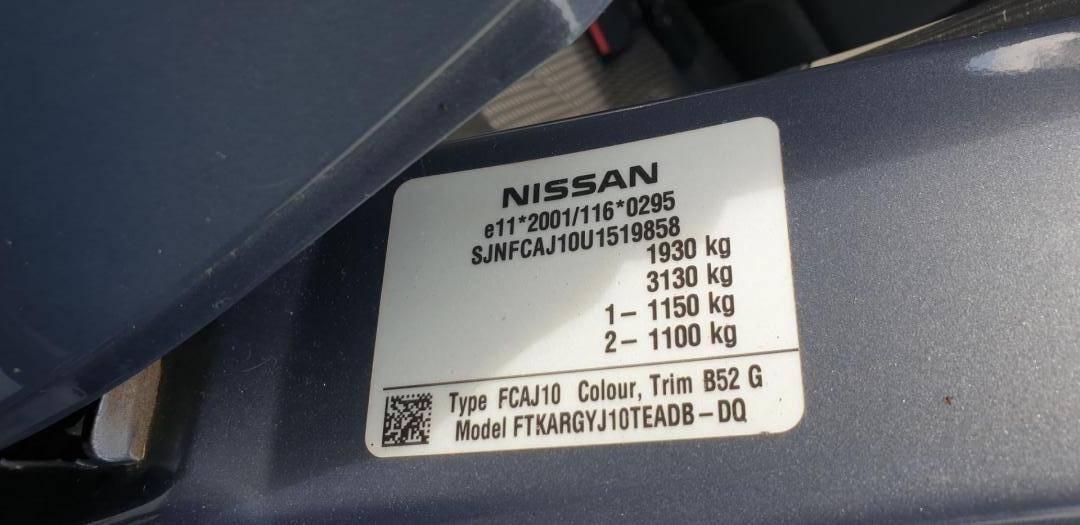 NISSAN
e11*2001/116*0295
SJNFCAJ10U1519858
1930 kg
3130 kg
1- 1150 kg
2- 1100 kg
Type FCAJ10 Colour, Trim B52 G
Model FTKARGYJ10TEADB-DQ